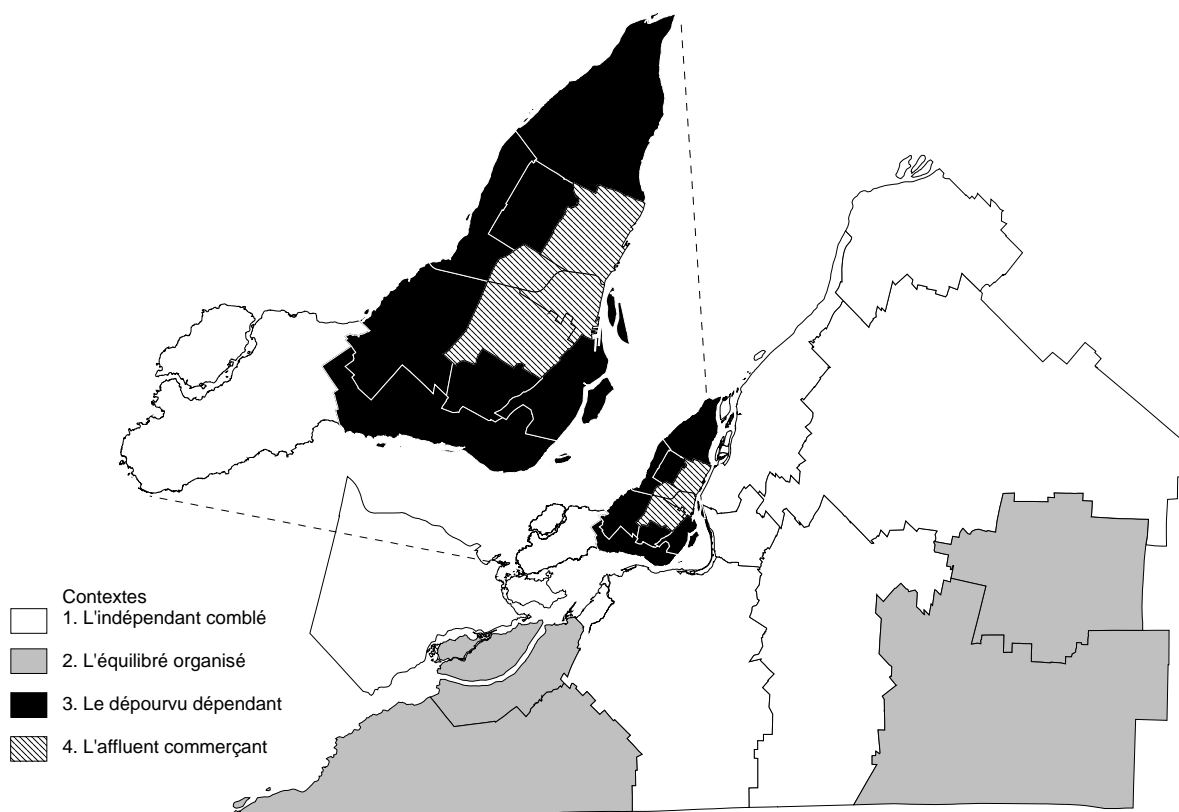 Contextes
1. L'indépendant comblé
2. L'équilibré organisé
3. Le dépourvu dépendant
4. L'affluent commerçant